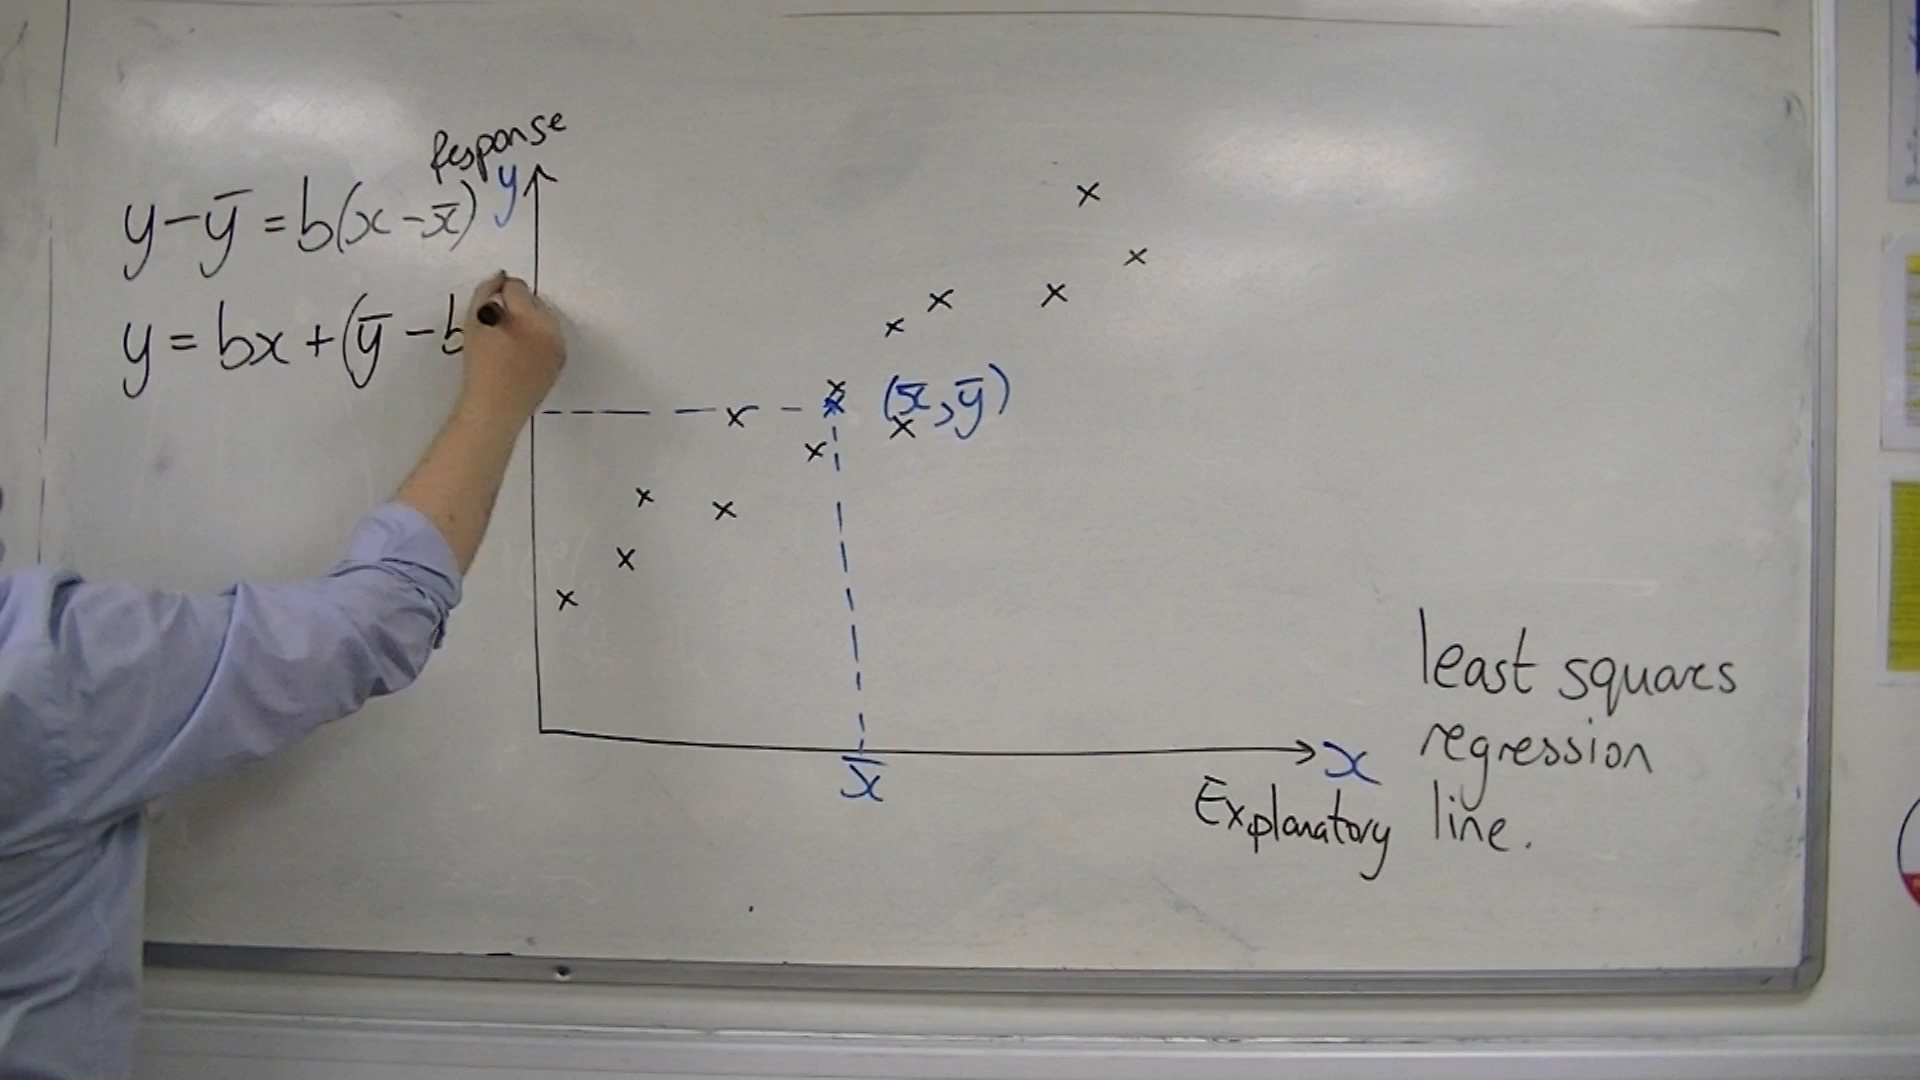 Response
y
y - ȳ = b(x - x̄)
y = bx + (ȳ - b
(x̄, ȳ)
x̄
x
Explanatory
least squares
regression
line.